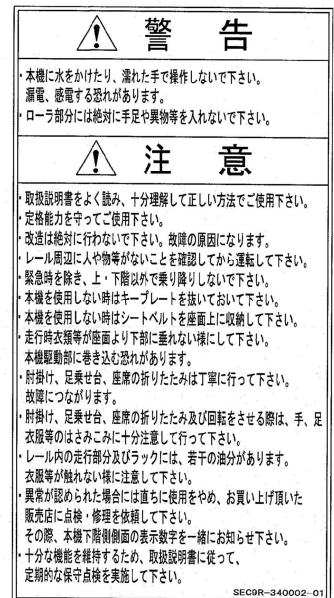 警 告
・本機に水をかけたり、濡れた手で操作しないで下さい。
漏電、感電する恐れがあります。
・ローラ部分には絶対に手足や異物等を入れないで下さい。
注 意
・取扱説明書をよく読み、十分理解して正しい方法でご使用下さい。
・定格能力を守ってご使用下さい。
・改造は絶対に行わないで下さい。故障の原因になります。
・レール周辺に人や物等がないことを確認してから運転して下さい。
・緊急時を除き、上・下階以外で乗り降りしないで下さい。
・本機を使用しない時はキープレートを抜いておいて下さい。
・本機を使用しない時はシートベルトを座面上に収納して下さい。
・走行時衣類等が座面より下部に垂れない様にして下さい。
本機駆動部に巻き込む恐れがあります。
・肘掛け、足乗せ台、座席の折りたたみは丁寧に行って下さい。
故障につながります。
・肘掛け、足乗せ台、座席の折りたたみ及び回転をさせる際は、手、足
衣服等のはさみこみに十分注意して行って下さい。
・レール内の走行部分及びラックには、若干の油分があります。
衣服等が触れない様に注意して下さい。
・異常が認められた場合には直ちに使用をやめ、お買い上げ頂いた
販売店に点検・修理を依頼して下さい。
その際、本機下階側側面の表示数字を一緒にお知らせ下さい。
・十分な機能を維持するため、取扱説明書に従って、
定期的な保守点検を実施して下さい。
SEC9R-340002-01